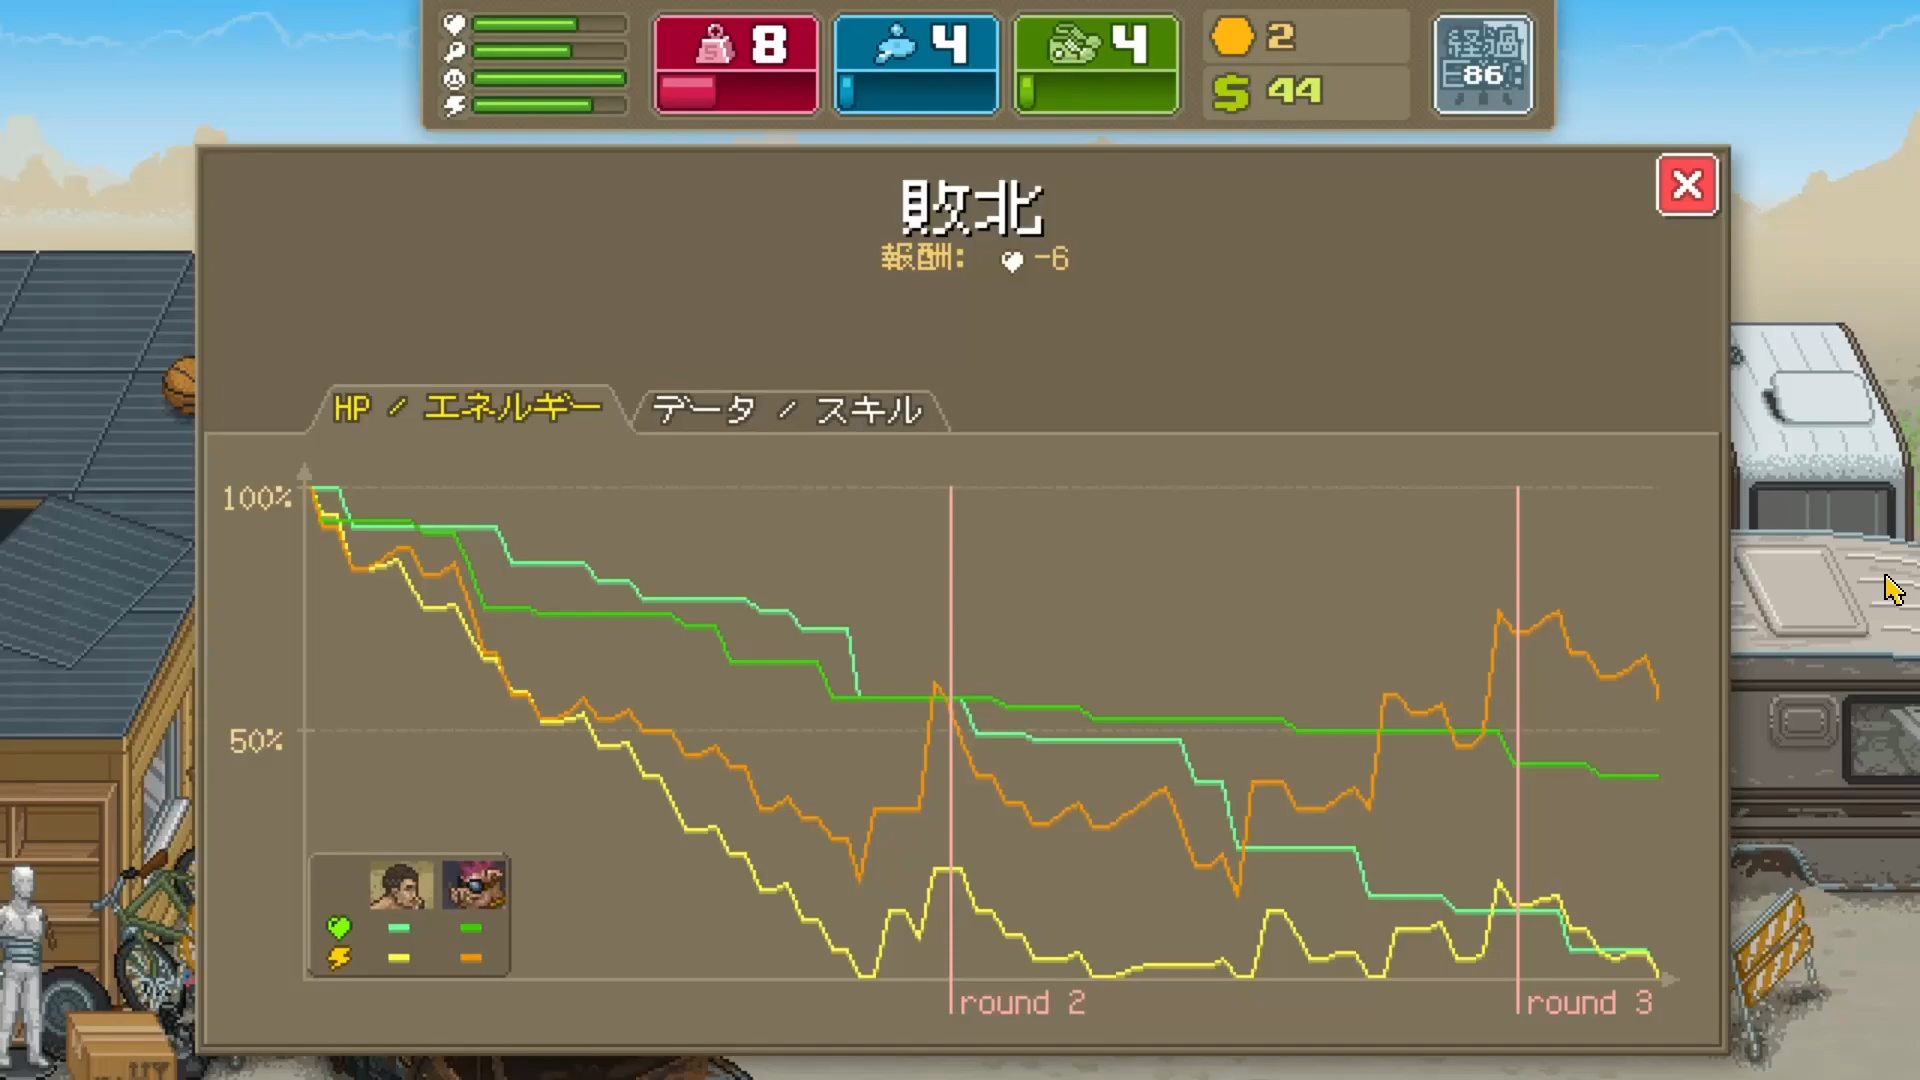 8
4
4
2
44
経過
86
敗北
報酬: -6
HP / エネルギー
データ / スキル
100%
50%
round 2
round 3